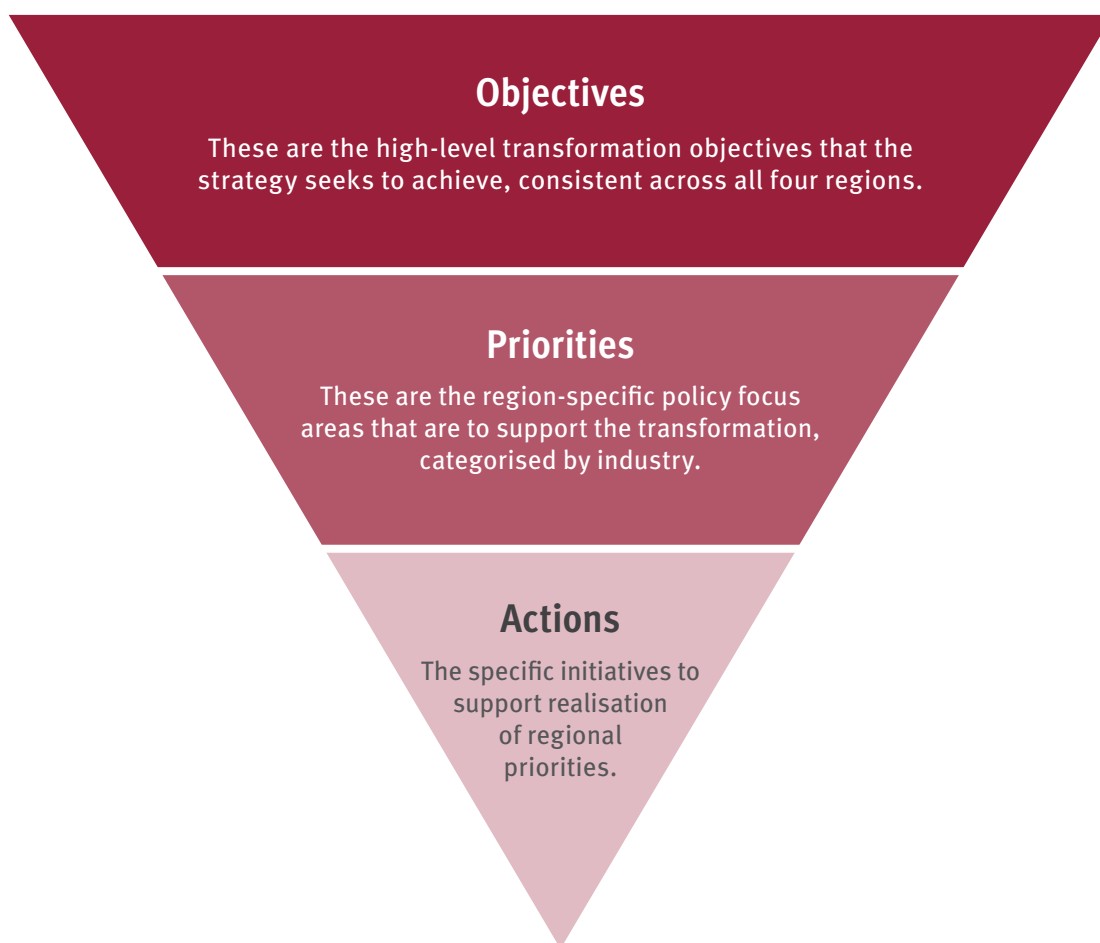 Objectives
These are the high-level transformation objectives that the
strategy seeks to achieve, consistent across all four regions.
Priorities
These are the region-specific policy focus
areas that are to support the transformation,
categorised by industry.
Actions
The specific initiatives to
support realisation
of regional
priorities.